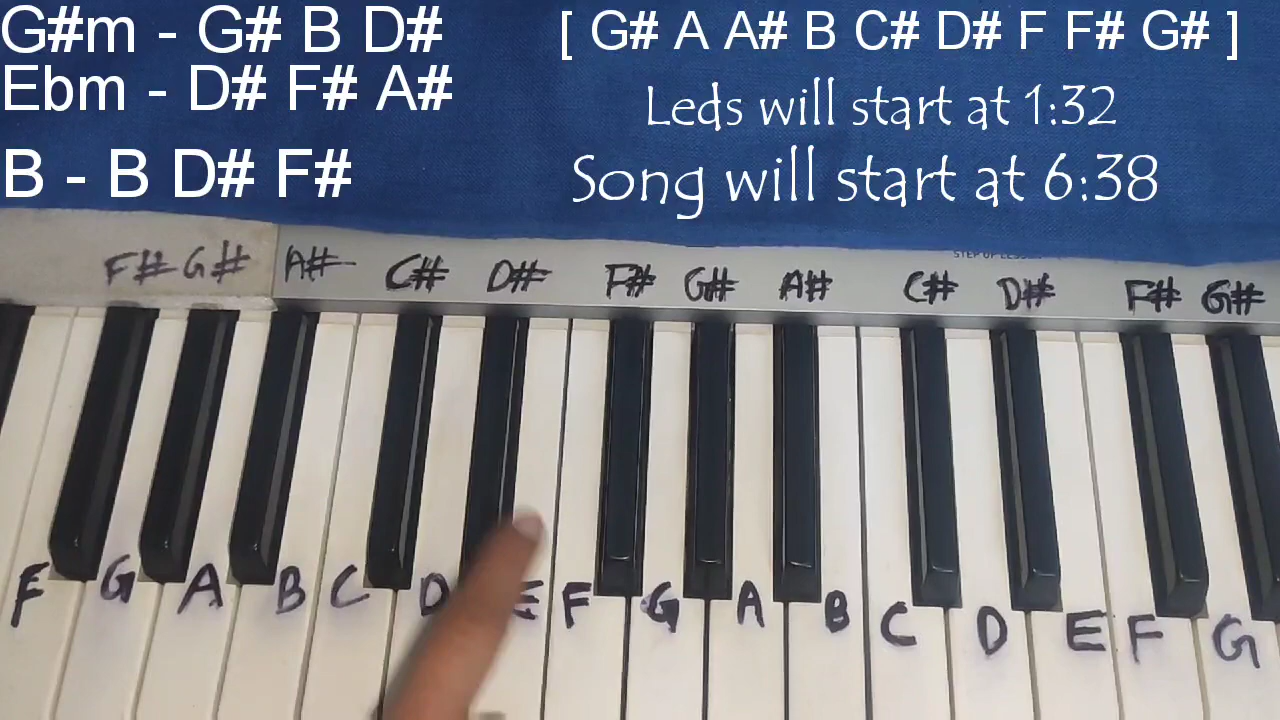 G#m - G# B D#
Ebm - D# F# A#
B - B D# F#
[ G# A A# B C# D# F F# G# ]
Leds will start at 1:32
Song will start at 6:38
F# G# A# C# D# F# G# A# C# D# F# G#
F G A B C D E F G A B C D E F G